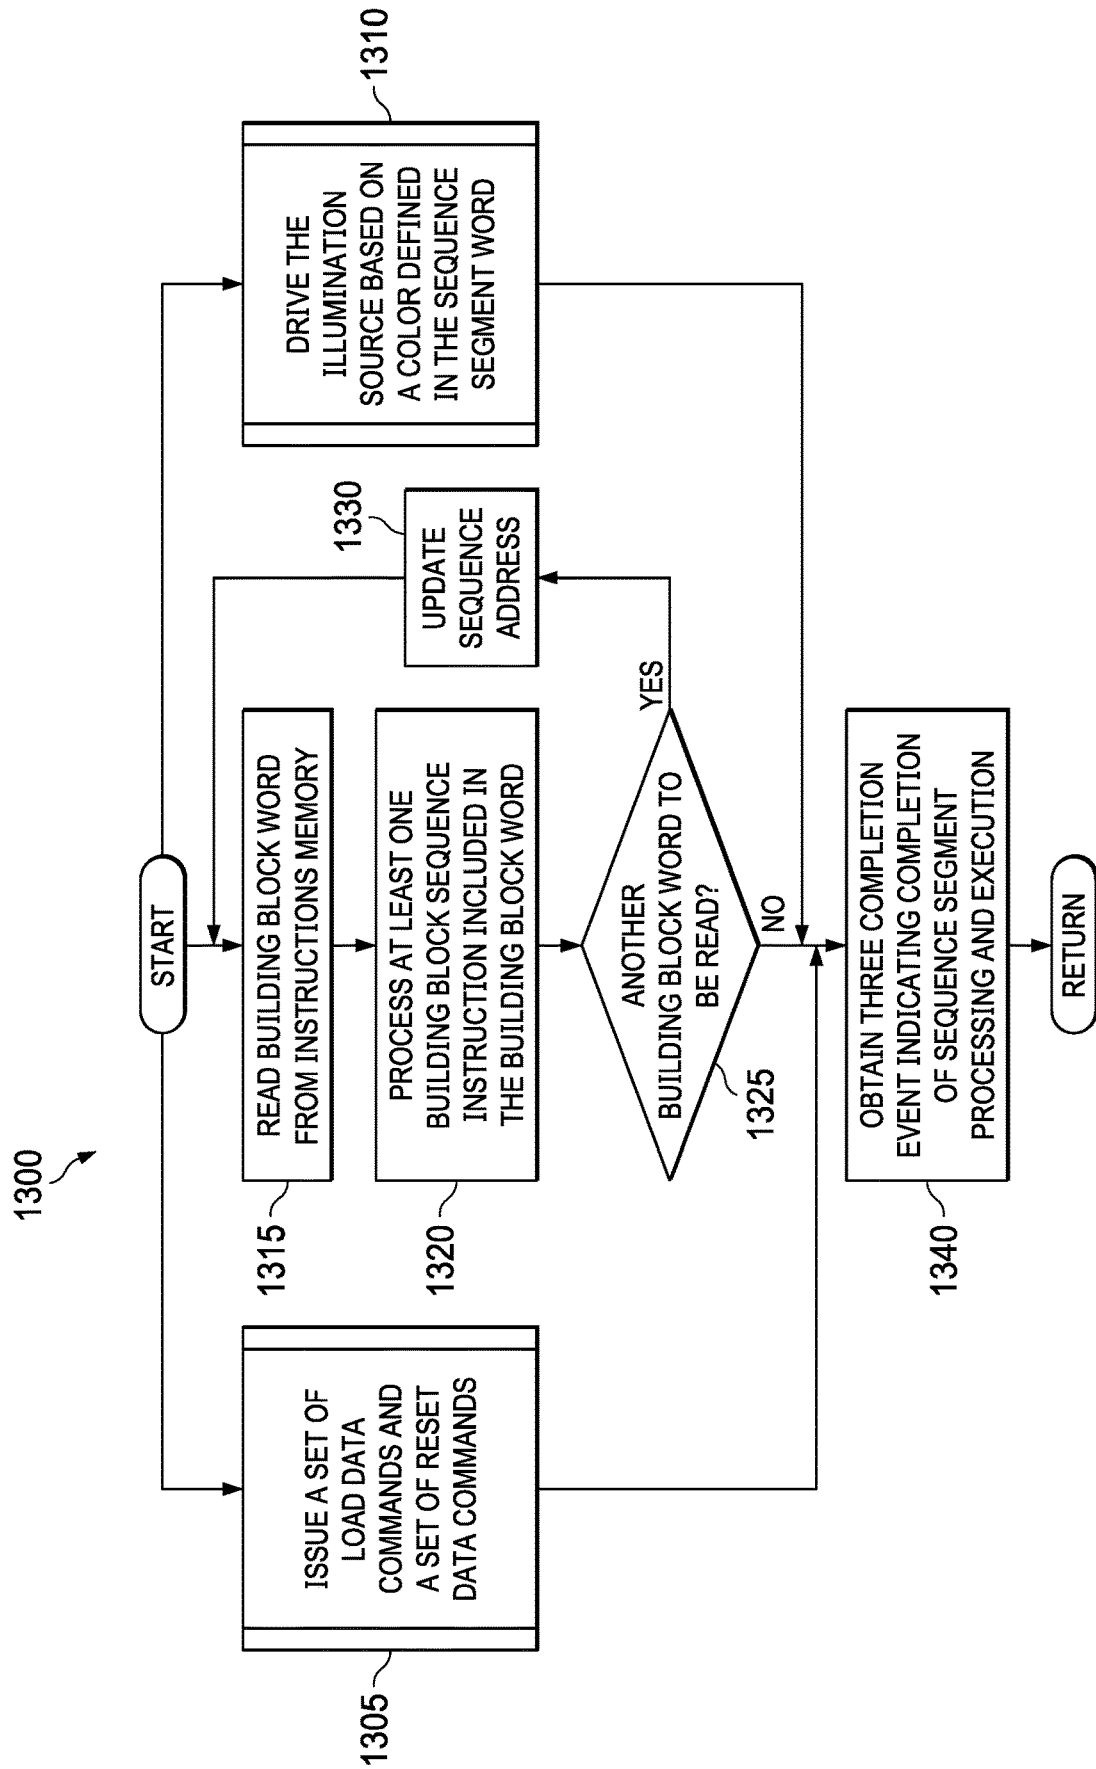 1300
START
ISSUE A SET OF
LOAD DATA
COMMANDS AND
A SET OF RESET
DATA COMMANDS
1305
READ BUILDING BLOCK WORD
FROM INSTRUCTIONS MEMORY
1315
PROCESS AT LEAST ONE
BUILDING BLOCK SEQUENCE
INSTRUCTION INCLUDED IN
THE BUILDING BLOCK WORD
1320
ANOTHER
BUILDING BLOCK WORD TO
BE READ?
1325
YES
NO
UPDATE
SEQUENCE
ADDRESS
1330
DRIVE THE
ILLUMINATION
SOURCE BASED ON
A COLOR DEFINED
IN THE SEQUENCE
SEGMENT WORD
1310
OBTAIN THREE COMPLETION
EVENT INDICATING COMPLETION
OF SEQUENCE SEGMENT
PROCESSING AND EXECUTION
1340
RETURN